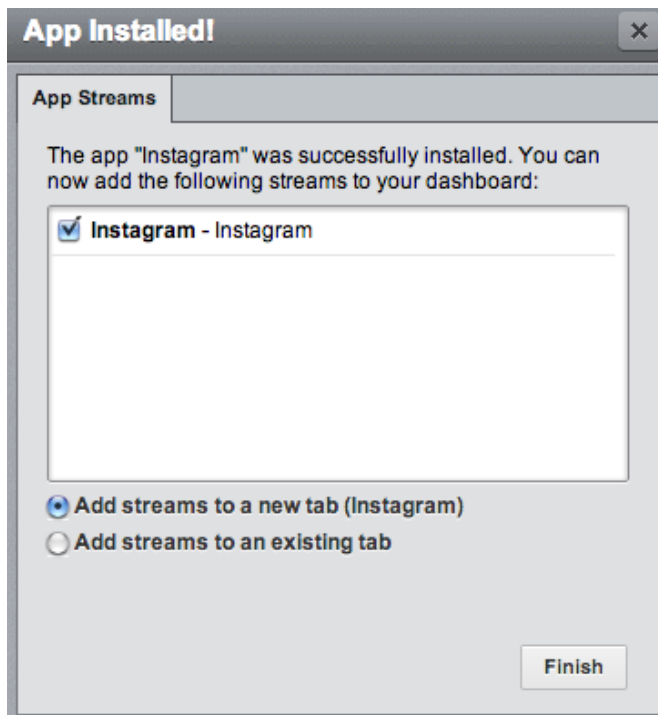 App Installed!
App Streams
The app "Instagram" was successfully installed. You can
now add the following streams to your dashboard:
Instagram - Instagram
Add streams to a new tab (Instagram)
Add streams to an existing tab
Finish